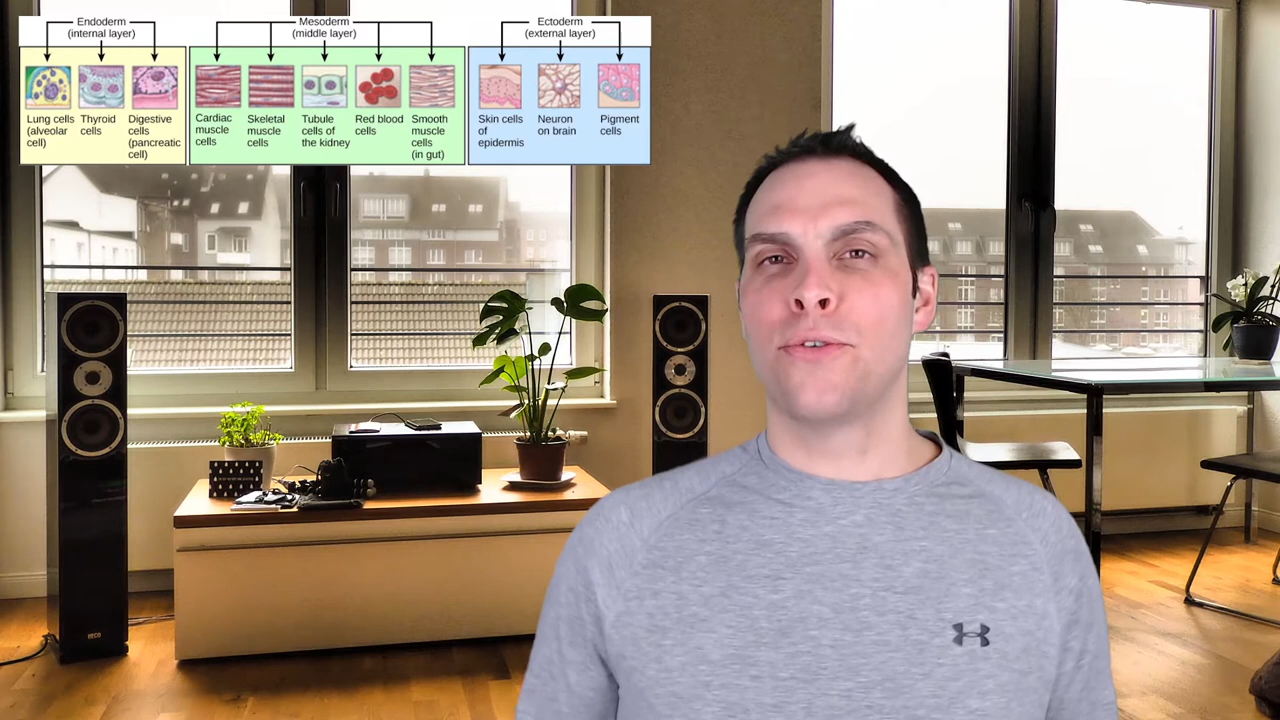 Endoderm
(internal layer)
Mesoderm
(middle layer)
Ectoderm
(external layer)
Lung cells
(alveolar
cell)
Thyroid
cells
Digestive
cells
(pancreatic
cell)
Cardiac
muscle
cells
Skeletal
muscle
cells
Tubule
cells of
the kidney
Red blood
cells
Smooth
muscle
cells
(in gut)
Skin cells
of
epidermis
Neuron
on brain
Pigment
cells
HECO